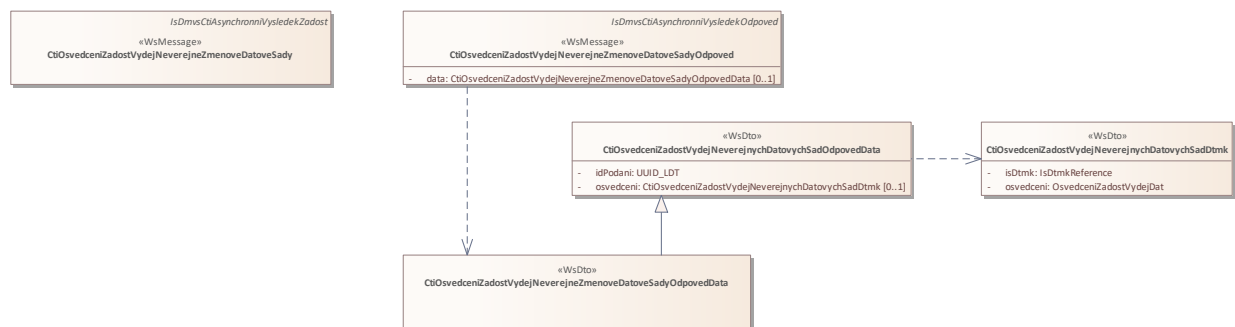 IsDmvsCtiAsynchronniVysledekZadost
«WsMessage»
CtiOsvedceniZadostVydejNeverejneZmenoveDatoveSady
IsDmvsCtiAsynchronniVysledekOdpoved
«WsMessage»
CtiOsvedceniZadostVydejNeverejneZmenoveDatoveSadyOdpoved
- data: CtiOsvedceniZadostVydejNeverejneZmenoveDatoveSadyOdpovedData [0..1]
«WsDto»
CtiOsvedceniZadostVydejNeverejnychDatovychSadOdpovedData
- idPodani: UUID_LDT
- osvedceni: CtiOsvedceniZadostVydejNeverejnychDatovychSadDtmk [0..1]
«WsDto»
CtiOsvedceniZadostVydejNeverejnychDatovychSadDtmk
- isDtmk: IsDtmkReference
- osvedceni: OsvedceniZadostVydejDat
«WsDto»
CtiOsvedceniZadostVydejNeverejneZmenoveDatoveSadyOdpovedData